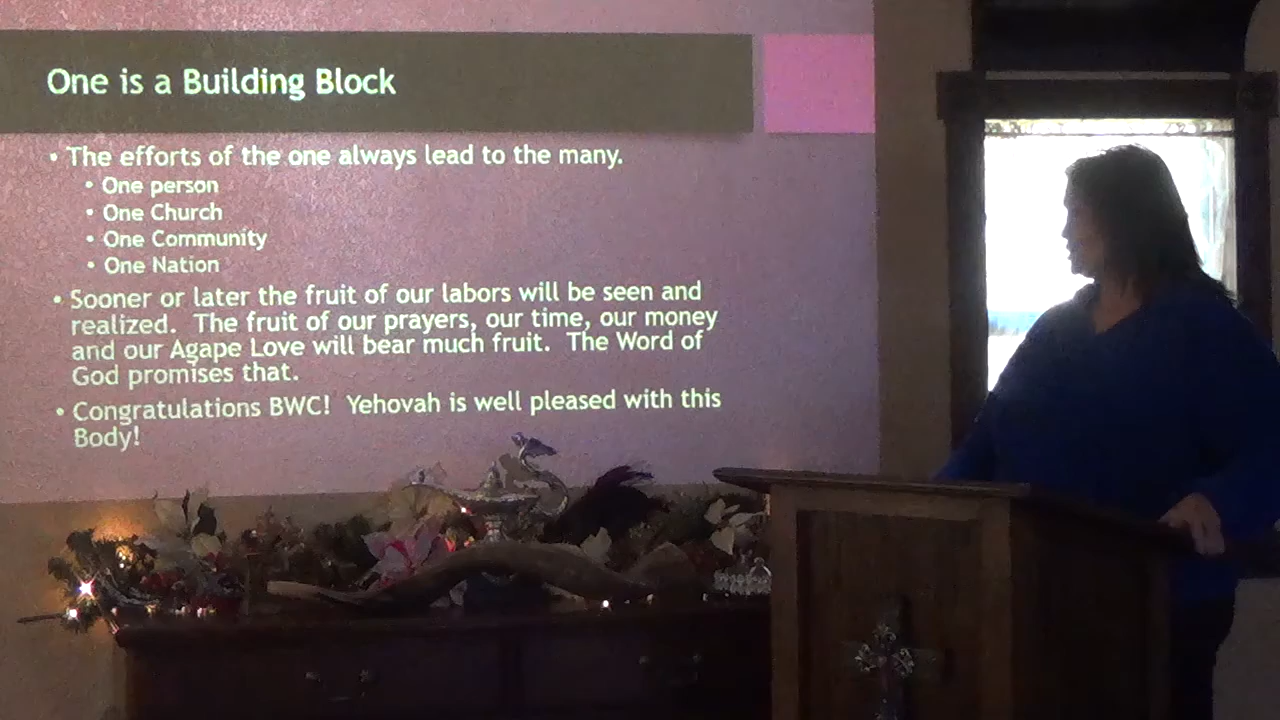 One is a Building Block
• The efforts of the one always lead to the many.
• One person
• One Church
• One Community
• One Nation
• Sooner or later the fruit of our labors will be seen and
realized.  The fruit of our prayers, our time, our money
and our Agape Love will bear much fruit.  The Word of
God promises that.
• Congratulations BWC!  Yehovah is well pleased with this
Body!